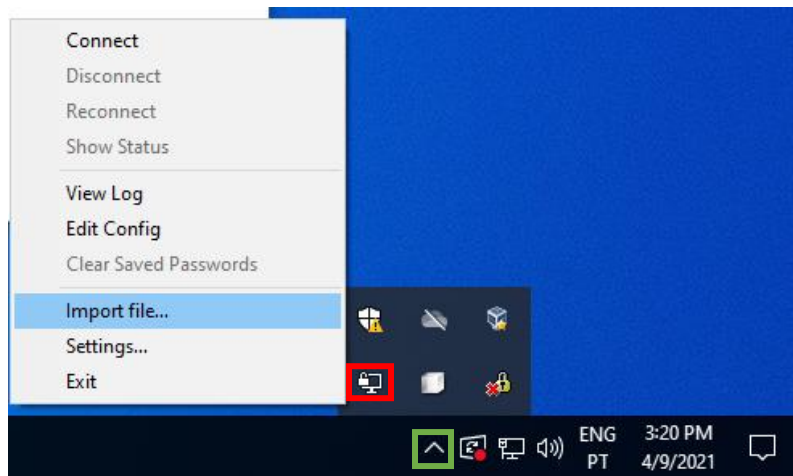 Connect
Disconnect
Reconnect
Show Status
View Log
Edit Config
Clear Saved Passwords
Import file...
Settings...
Exit
ENG 3:20 PM
PT 4/9/2021